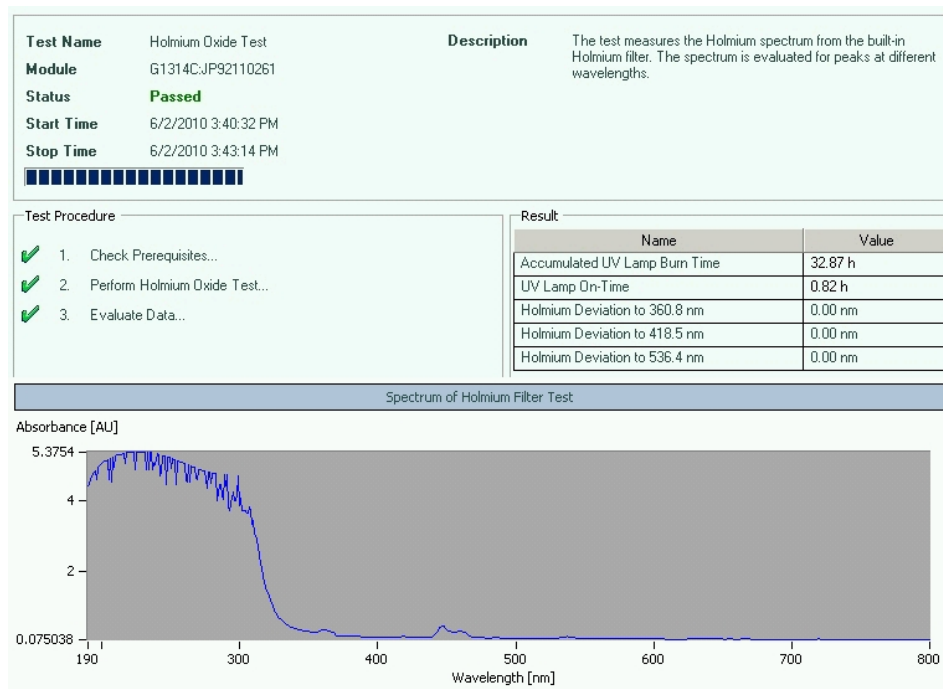 Test Name Holmium Oxide Test
Module G1314C:JP92110261
Status Passed
Start Time 6/2/2010 3:40:32 PM
Stop Time 6/2/2010 3:43:14 PM
Description The test measures the Holmium spectrum from the built-in
Holmium filter. The spectrum is evaluated for peaks at different
wavelengths.
Test Procedure
1. Check Prerequisites...
2. Perform Holmium Oxide Test...
3. Evaluate Data...
Result
Name Value
Accumulated UV Lamp Burn Time 32.87 h
UV Lamp On-Time 0.82 h
Holmium Deviation to 360.8 nm 0.00 nm
Holmium Deviation to 418.5 nm 0.00 nm
Holmium Deviation to 536.4 nm 0.00 nm
Spectrum of Holmium Filter Test
Absorbance [AU]
5.3754
4
2
0.075038
190 300 400 500 600 700 800
Wavelength [nm]